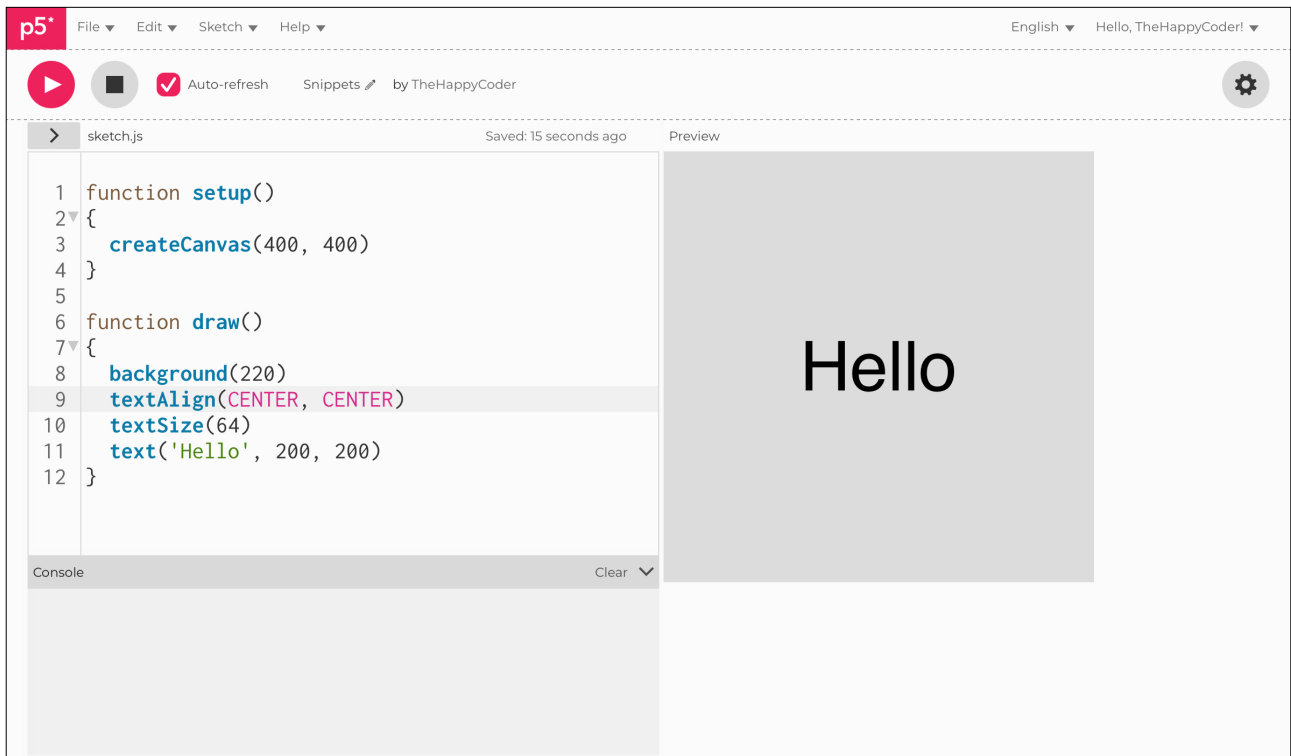 p5* File Edit Sketch Help English Hello, TheHappyCoder!
Auto-refresh Snippets by TheHappyCoder
sketch.js Saved: 15 seconds ago Preview
1 function setup()
2 {
3 createCanvas(400, 400)
4 }
5
6 function draw()
7 {
8 background(220)
9 textAlign(CENTER, CENTER)
10 textSize(64)
11 text('Hello', 200, 200)
12 }
Hello
Console Clear